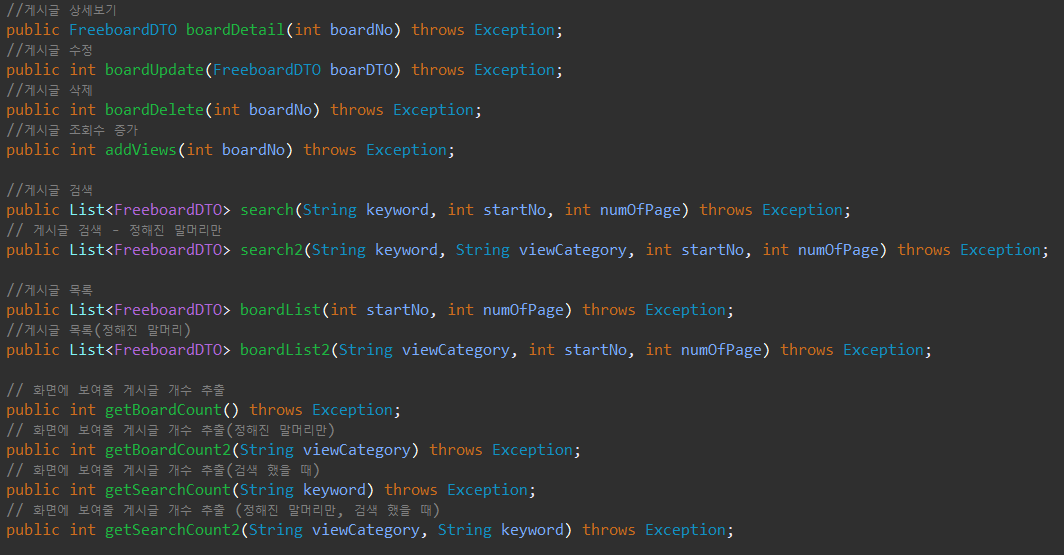 //게시글 상세보기
public FreeboardDTO boardDetail(int boardNo) throws Exception;
//게시글 수정
public int boardUpdate(FreeboardDTO boarDTO) throws Exception;
//게시글 삭제
public int boardDelete(int boardNo) throws Exception;
//게시글 조회수 증가
public int addViews(int boardNo) throws Exception;
//게시글 검색
public List<FreeboardDTO> search(String keyword, int startNo, int numOfPage) throws Exception;
// 게시글 검색 - 정해진 말머리만
public List<FreeboardDTO> search2(String keyword, String viewCategory, int startNo, int numOfPage) throws Exception;
//게시글 목록
public List<FreeboardDTO> boardList(int startNo, int numOfPage) throws Exception;
//게시글 목록(정해진 말머리)
public List<FreeboardDTO> boardList2(String viewCategory, int startNo, int numOfPage) throws Exception;
// 화면에 보여줄 게시글 개수 추출
public int getBoardCount() throws Exception;
// 화면에 보여줄 게시글 개수 추출(정해진 말머리만)
public int getBoardCount2(String viewCategory) throws Exception;
// 화면에 보여줄 게시글 개수 추출(검색 했을 때)
public int getSearchCount(String keyword) throws Exception;
// 화면에 보여줄 게시글 개수 추출 (정해진 말머리만, 검색 했을 때)
public int getSearchCount2(String viewCategory, String keyword) throws Exception;